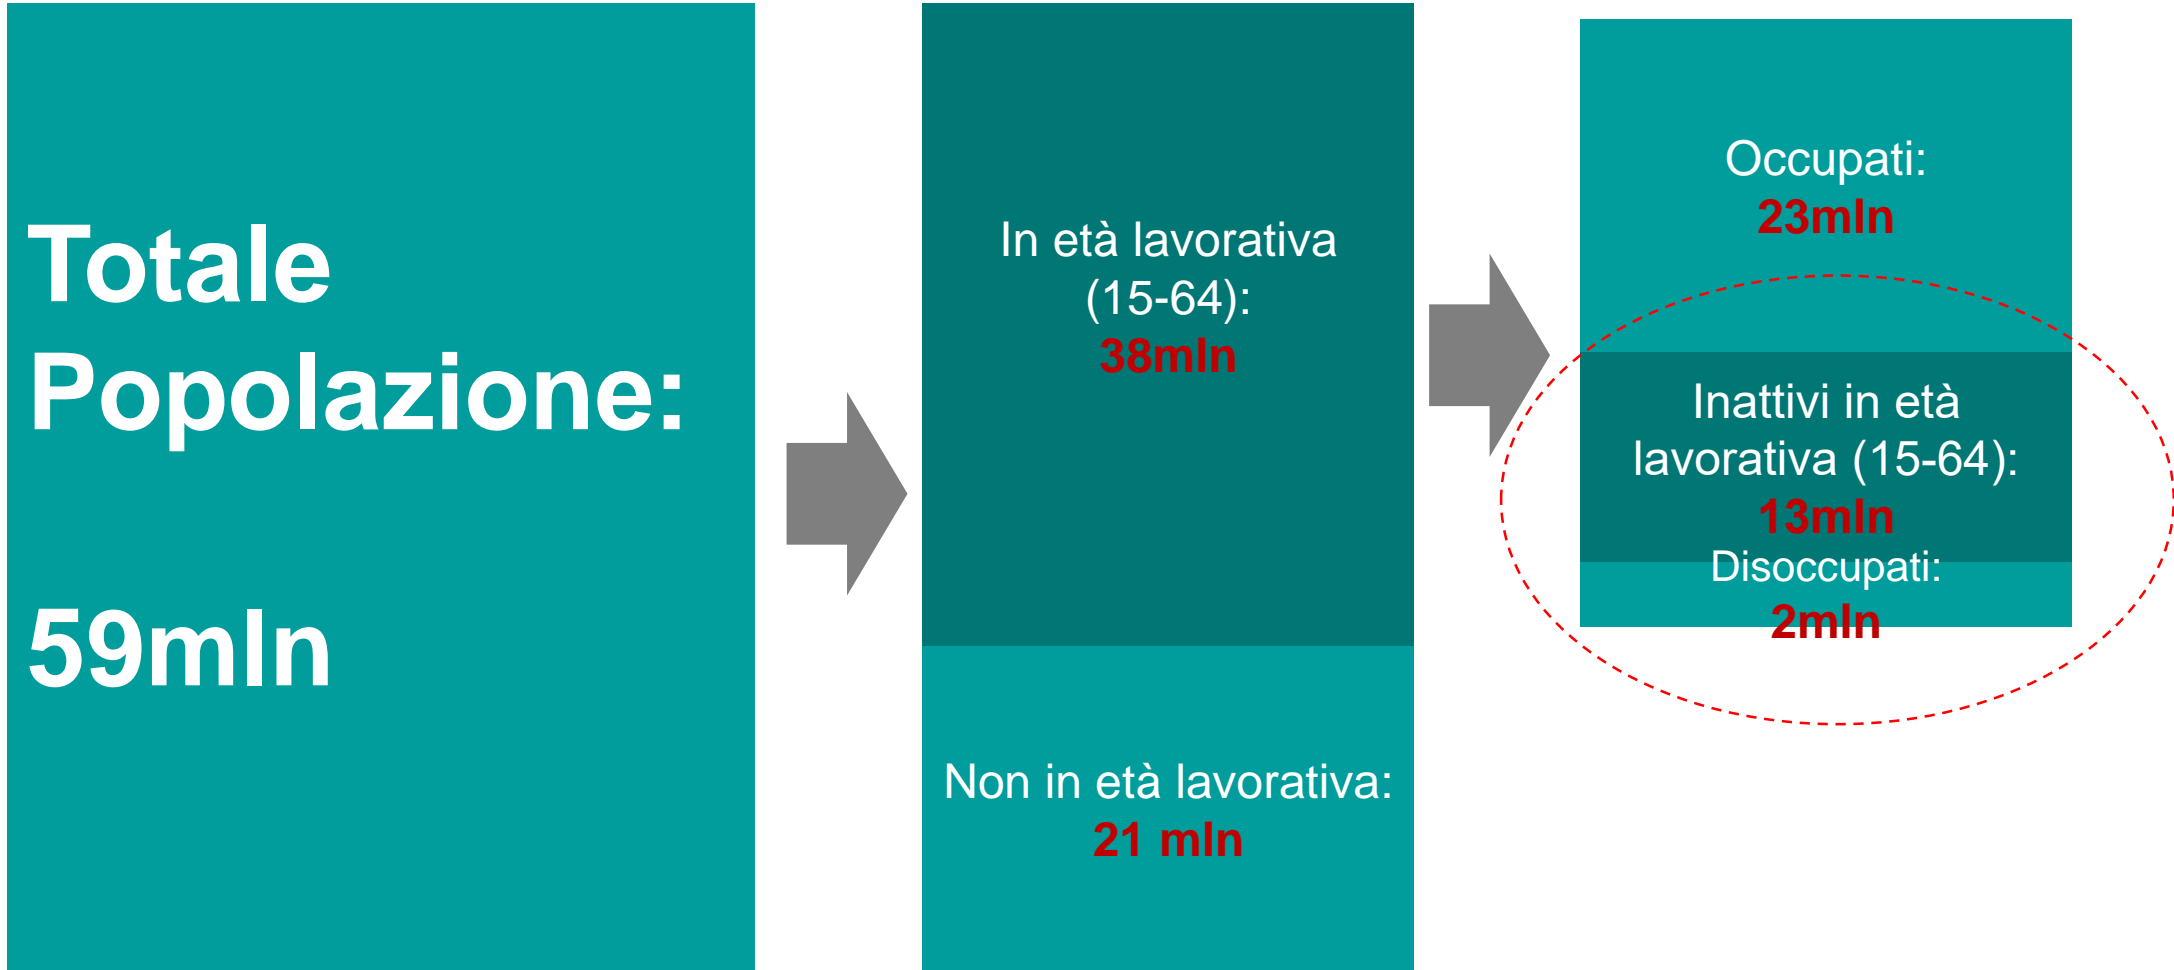 Totale
Popolazione:
59mln
In età lavorativa
(15-64):
38mln
Non in età lavorativa:
21 mln
Occupati:
23mln
Inattivi in età
lavorativa (15-64):
13mln
Disoccupati:
2mln